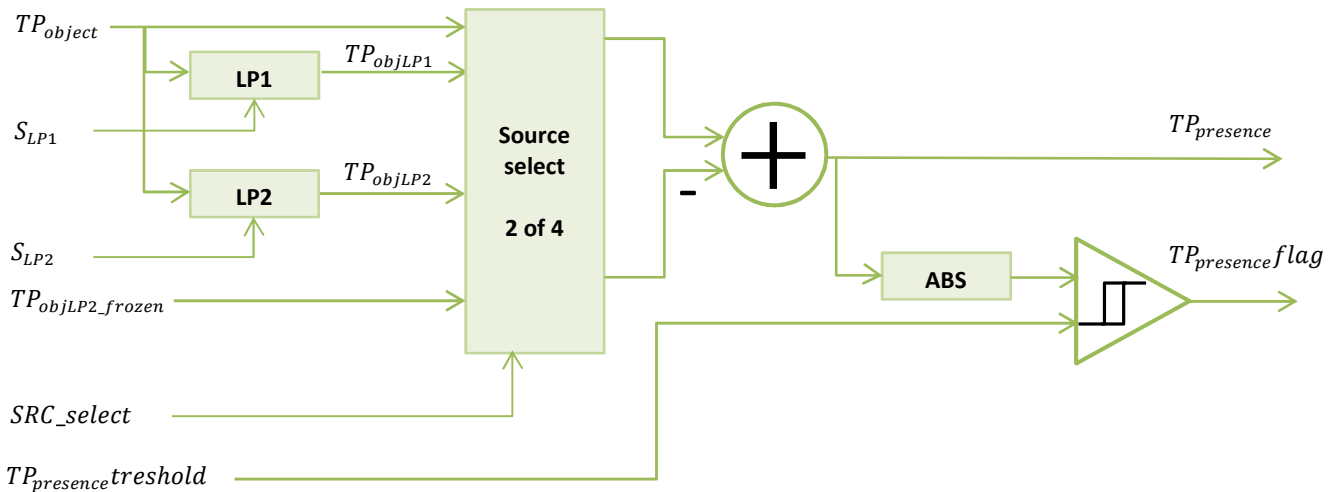 TP_object
LP1
TP_objLP1
S_LP1
LP2
TP_objLP2
S_LP2
TP_objLP2_frozen
SRC_select
TP_presence treshold
Source
select
2 of 4
+
-
TP_presence
ABS
TP_presence flag